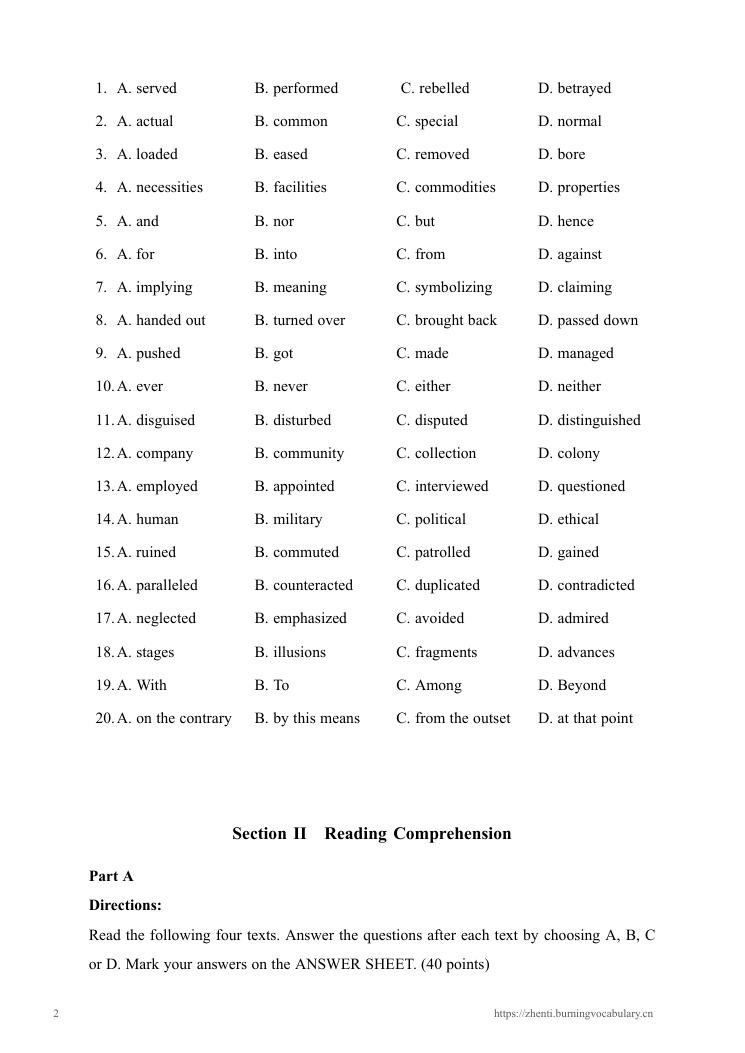 1. A. served B. performed C. rebelled D. betrayed
2. A. actual B. common C. special D. normal
3. A. loaded B. eased C. removed D. bore
4. A. necessities B. facilities C. commodities D. properties
5. A. and B. nor C. but D. hence
6. A. for B. into C. from D. against
7. A. implying B. meaning C. symbolizing D. claiming
8. A. handed out B. turned over C. brought back D. passed down
9. A. pushed B. got C. made D. managed
10. A. ever B. never C. either D. neither
11. A. disguised B. disturbed C. disputed D. distinguished
12. A. company B. community C. collection D. colony
13. A. employed B. appointed C. interviewed D. questioned
14. A. human B. military C. political D. ethical
15. A. ruined B. commuted C. patrolled D. gained
16. A. paralleled B. counteracted C. duplicated D. contradicted
17. A. neglected B. emphasized C. avoided D. admired
18. A. stages B. illusions C. fragments D. advances
19. A. With B. To C. Among D. Beyond
20. A. on the contrary B. by this means C. from the outset D. at that point
Section II Reading Comprehension
Part A
Directions:
Read the following four texts. Answer the questions after each text by choosing A, B, C
or D. Mark your answers on the ANSWER SHEET. (40 points)
2 https://zhenti.burningvocabulary.cn